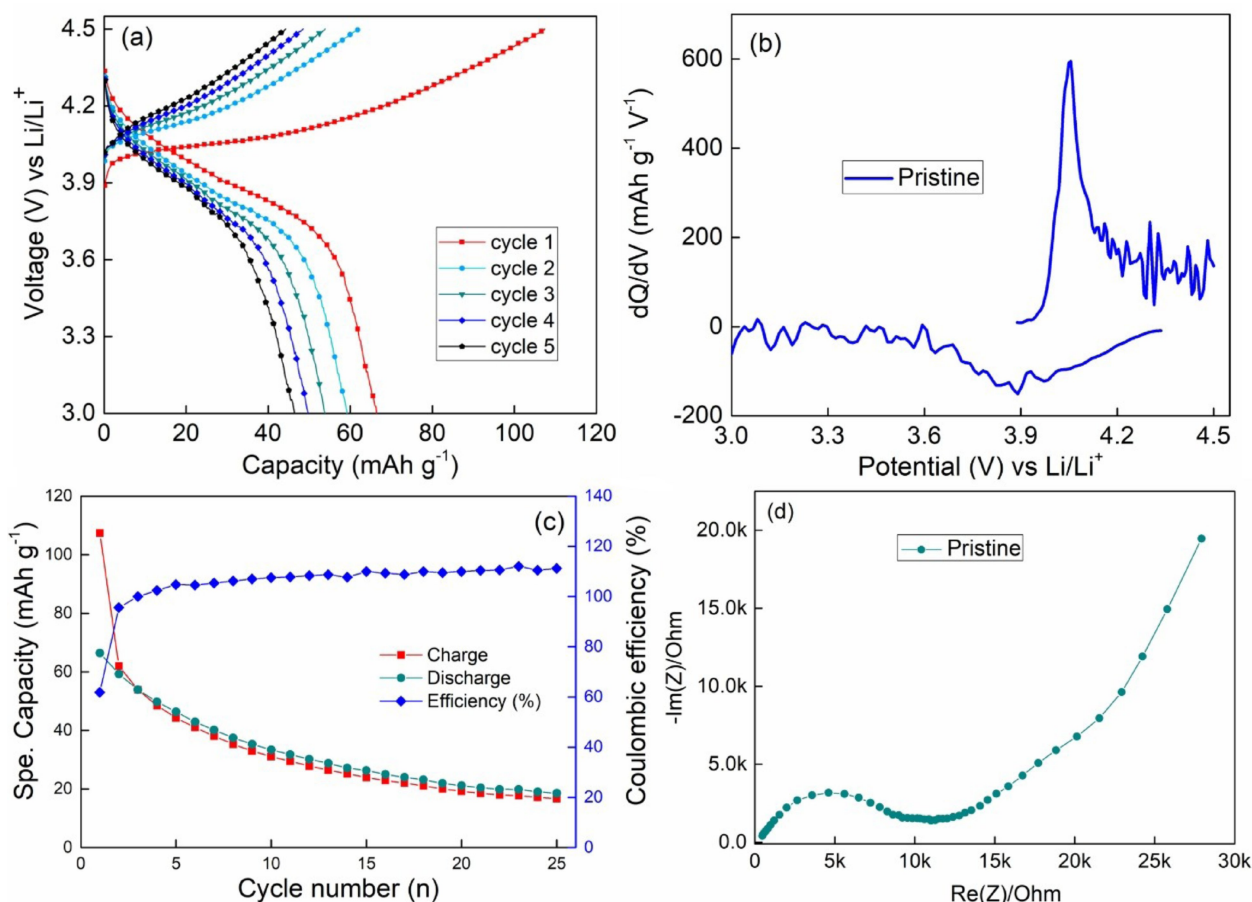 (a)
Voltage (V) vs Li/Li+
4.5
4.2
3.9
3.6
3.3
3.0
0 20 40 60 80 100 120
Capacity (mAh g-1)
cycle 1
cycle 2
cycle 3
cycle 4
cycle 5
(b)
dQ/dV (mAh g-1 V-1)
600
400
200
0
-200
3.0 3.3 3.6 3.9 4.2 4.5
Potential (V) vs Li/Li+
Pristine
(c)
Spe. Capacity (mAh g-1)
120
100
80
60
40
20
0
0 5 10 15 20 25
Cycle number (n)
Charge
Discharge
Efficiency (%)
140
120
100
80
60
40
20
0
Coulombic efficiency (%)
(d)
-Im(Z)/Ohm
20.0k
15.0k
10.0k
5.0k
0.0
0 5k 10k 15k 20k 25k 30k
Re(Z)/Ohm
Pristine